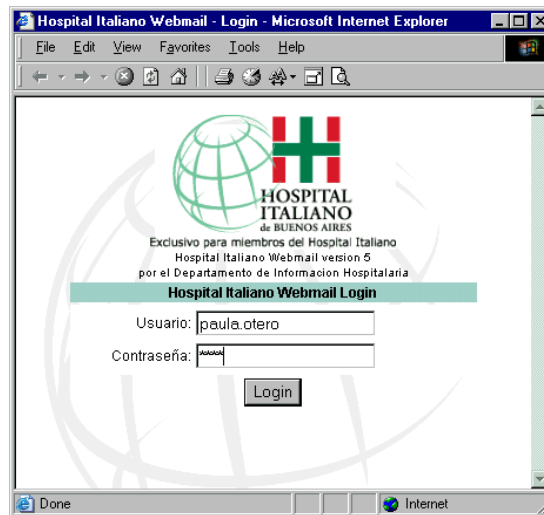 Hospital Italiano Webmail - Login - Microsoft Internet Explorer
File Edit View Favorites Tools Help
HOSPITAL
ITALIANO
de BUENOS AIRES
Exclusivo para miembros del Hospital Italiano
Hospital Italiano Webmail version 5
por el Departamento de Informacion Hospitalaria
Hospital Italiano Webmail Login
Usuario: paula.otero
Contraseña: ****
Login
Done Internet